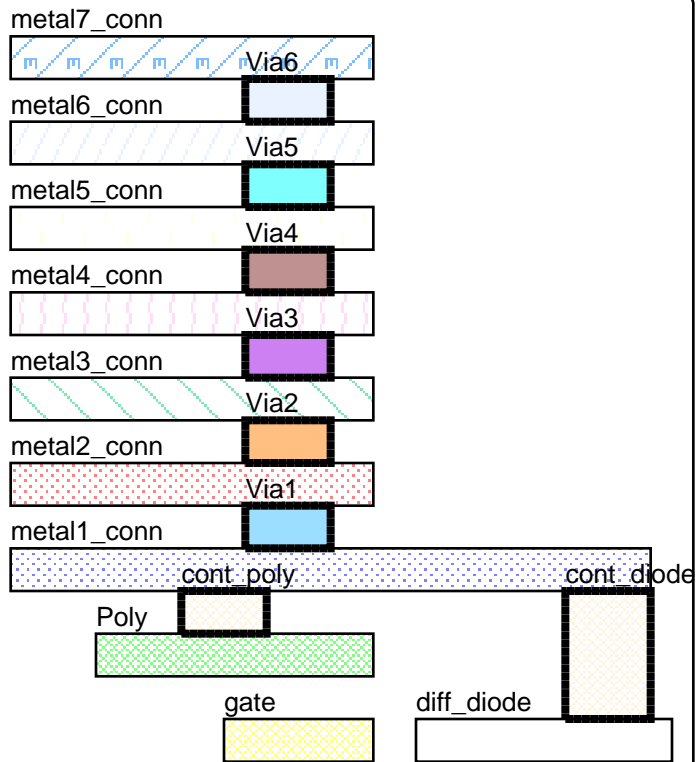 metal7_conn
Via6
metal6_conn
Via5
metal5_conn
Via4
metal4_conn
Via3
metal3_conn
Via2
metal2_conn
Via1
metal1_conn
cont_poly
cont_diode
Poly
gate
diff_diode